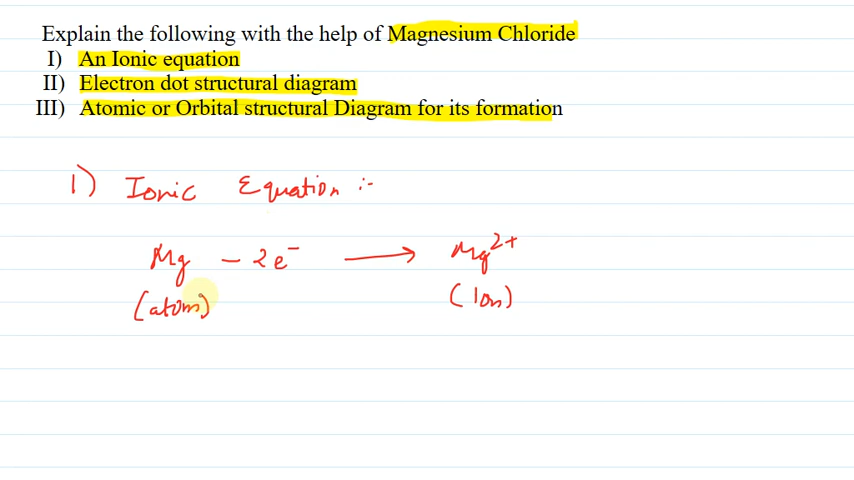 Explain the following with the help of Magnesium Chloride
I) An Ionic equation
II) Electron dot structural diagram
III) Atomic or Orbital structural Diagram for its formation
1) Ionic Equation :-
Mg - 2e⁻ ⟶ Mg²⁺
(atom) (Ion)